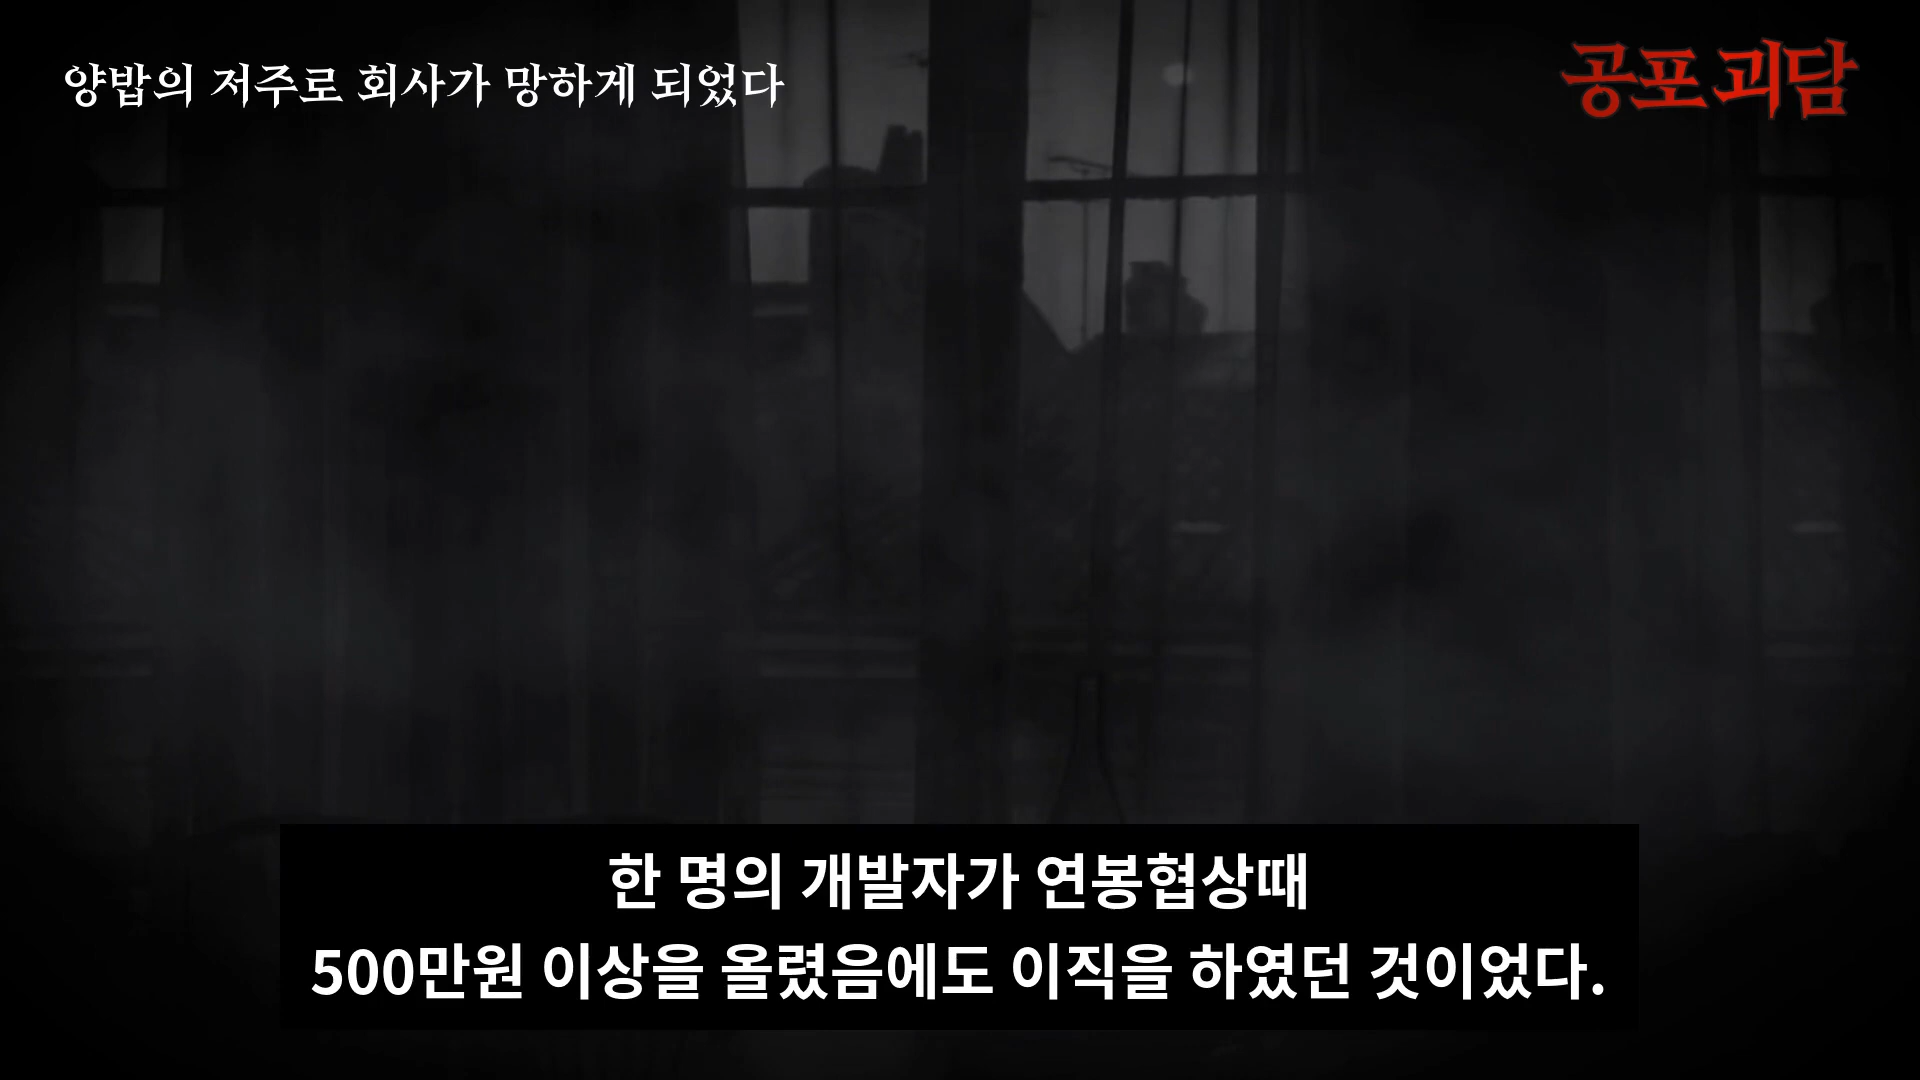 양밥의 저주로 회사가 망하게 되었다
공포 괴담
한 명의 개발자가 연봉협상때
500만원 이상을 올렸음에도 이직을 하였던 것이었다.